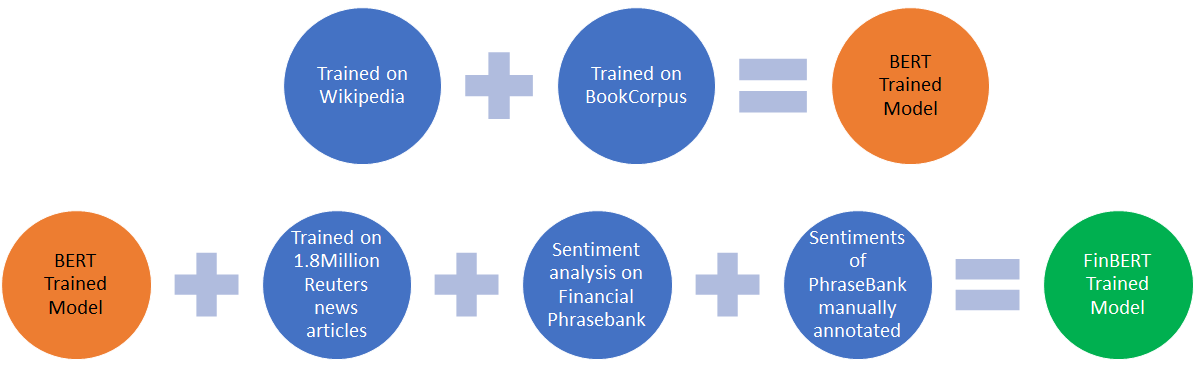 Trained on
Wikipedia
Trained on
BookCorpus
BERT
Trained
Model
BERT
Trained
Model
Trained on
1.8Million
Reuters
news
articles
Sentiment
analysis on
Financial
Phrasebank
Sentiments
of
PhraseBank
manually
annotated
FinBERT
Trained
Model